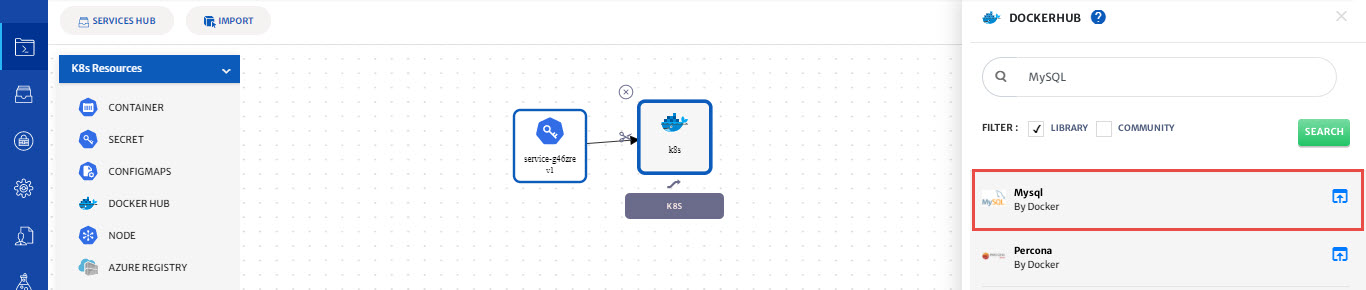 SERVICES HUB
IMPORT
K8s Resources
CONTAINER
SECRET
CONFIGMAPS
DOCKER HUB
NODE
AZURE REGISTRY
service-g46zre
v1
k8s
K8S
DOCKERHUB ?
MySQL
FILTER : LIBRARY COMMUNITY
SEARCH
MySQL
Mysql
By Docker
PERCONA
Percona
By Docker